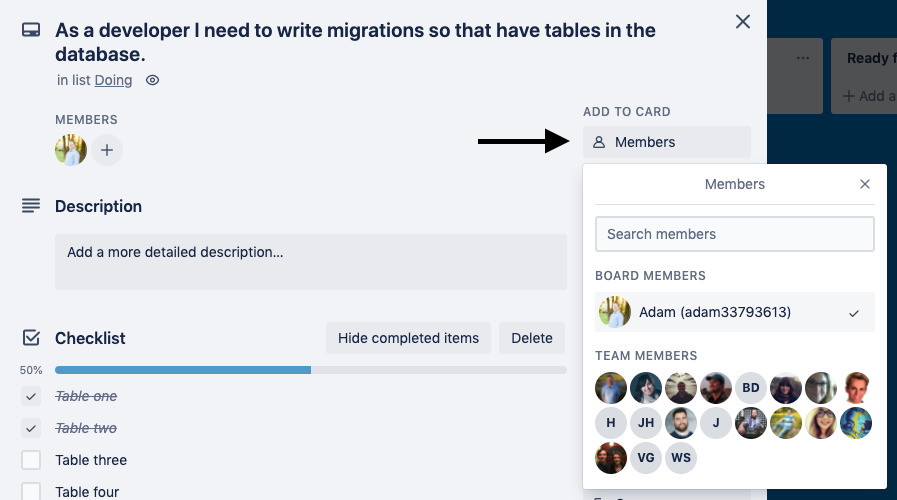 As a developer I need to write migrations so that have tables in the
database.
in list Doing
MEMBERS
Description
Add a more detailed description...
Checklist
Hide completed items
Delete
50%
Table one
Table two
Table three
Table four
ADD TO CARD
Members
Members
Search members
BOARD MEMBERS
Adam (adam33793613)
TEAM MEMBERS
BD
H JH J
VG WS
Ready f
+ Add a